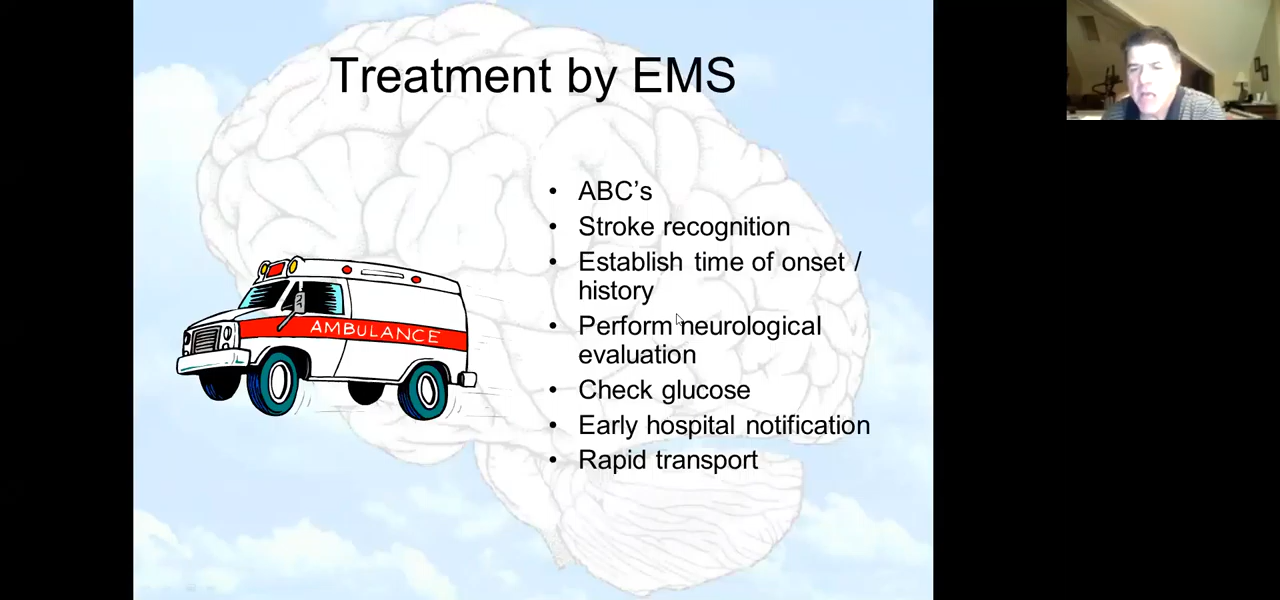 Treatment by EMS
• ABC's
• Stroke recognition
• Establish time of onset /
history
• Perform neurological
evaluation
• Check glucose
• Early hospital notification
• Rapid transport
AMBULANCE